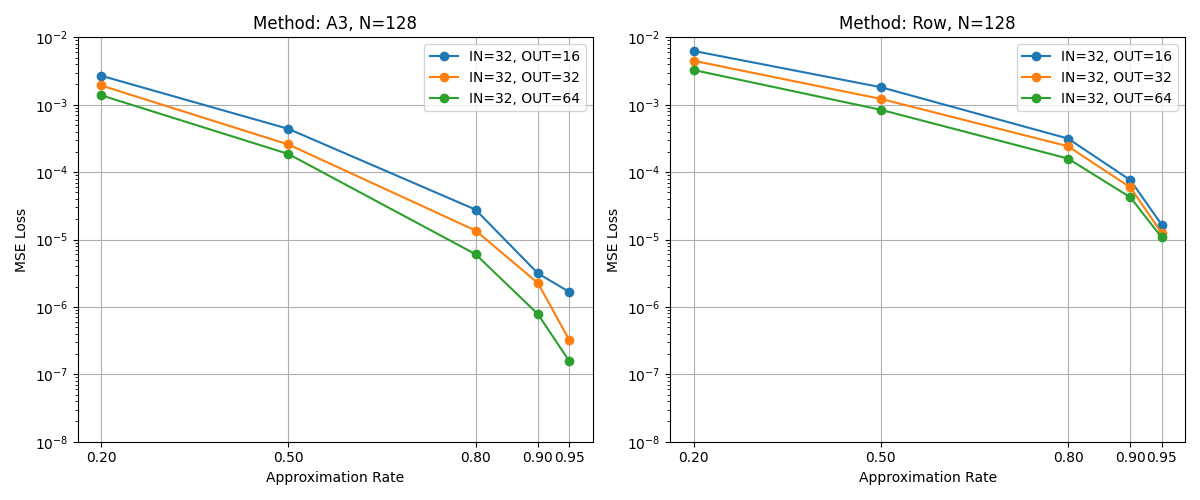 Method: A3, N=128
MSE Loss
10⁻²
10⁻³
10⁻⁴
10⁻⁵
10⁻⁶
10⁻⁷
10⁻⁸
IN=32, OUT=16
IN=32, OUT=32
IN=32, OUT=64
0.20 0.50 0.80 0.90 0.95
Approximation Rate
Method: Row, N=128
MSE Loss
10⁻²
10⁻³
10⁻⁴
10⁻�5
10⁻⁶
10⁻⁷
10⁻⁸
IN=32, OUT=16
IN=32, OUT=32
IN=32, OUT=64
0.20 0.50 0.80 0.90 0.95
Approximation Rate